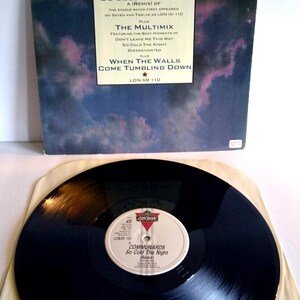 A (REMIX) OF
THE SINGLE WHICH FIRST APPEARED
ON SEVEN AND TWELVE AS LON (X) 110
PLUS
THE MULTIMIX
FEATURING THE BEST MOMENTS OF
DON'T LEAVE ME THIS WAY
SO COLD THE NIGHT
DISENCHANTED
PLUS
WHEN THE WALLS
COME TUMBLING DOWN
LON XR 110
LONDON
COMMUNARDS
So Cold The Night